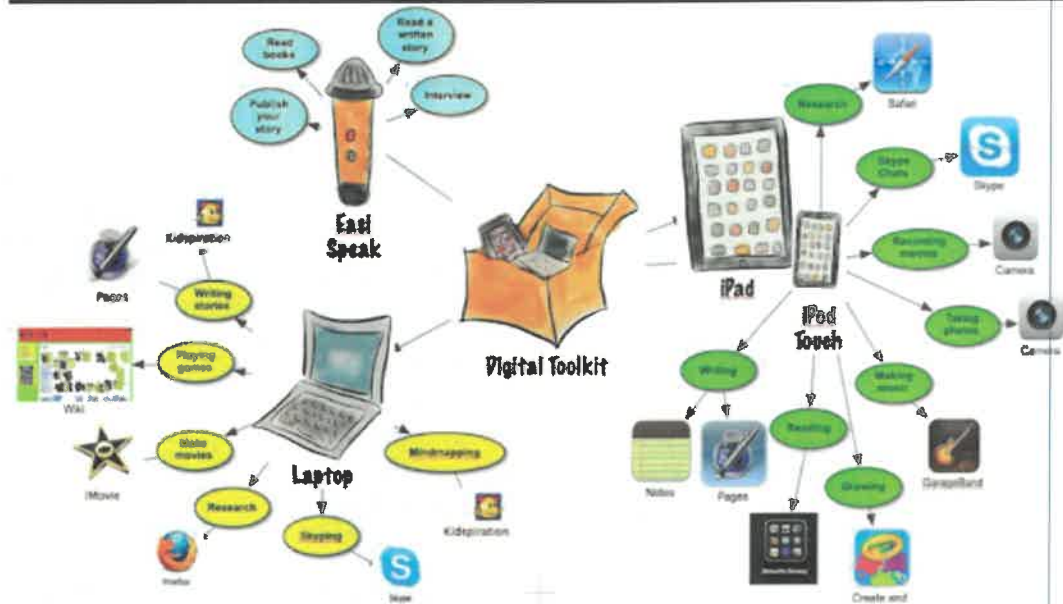 Read
books
Read a
written
story
Publish
your
story
Interview
Easi
Speak
Research
Safari
Skype
Chats
Skype
Recording
movies
Camera
Taking
photos
Camera
iPad
iPod
Touch
Digital Toolkit
Kidspiration
Pages
Writing
stories
Playing
games
Wiki
Make
movies
iMovie
Laptop
Research
Skyping
Skype
Mindmapping
Kidspiration
Writing
Notes
Pages
Reading
Making
music
GarageBand
Drawing
Create and